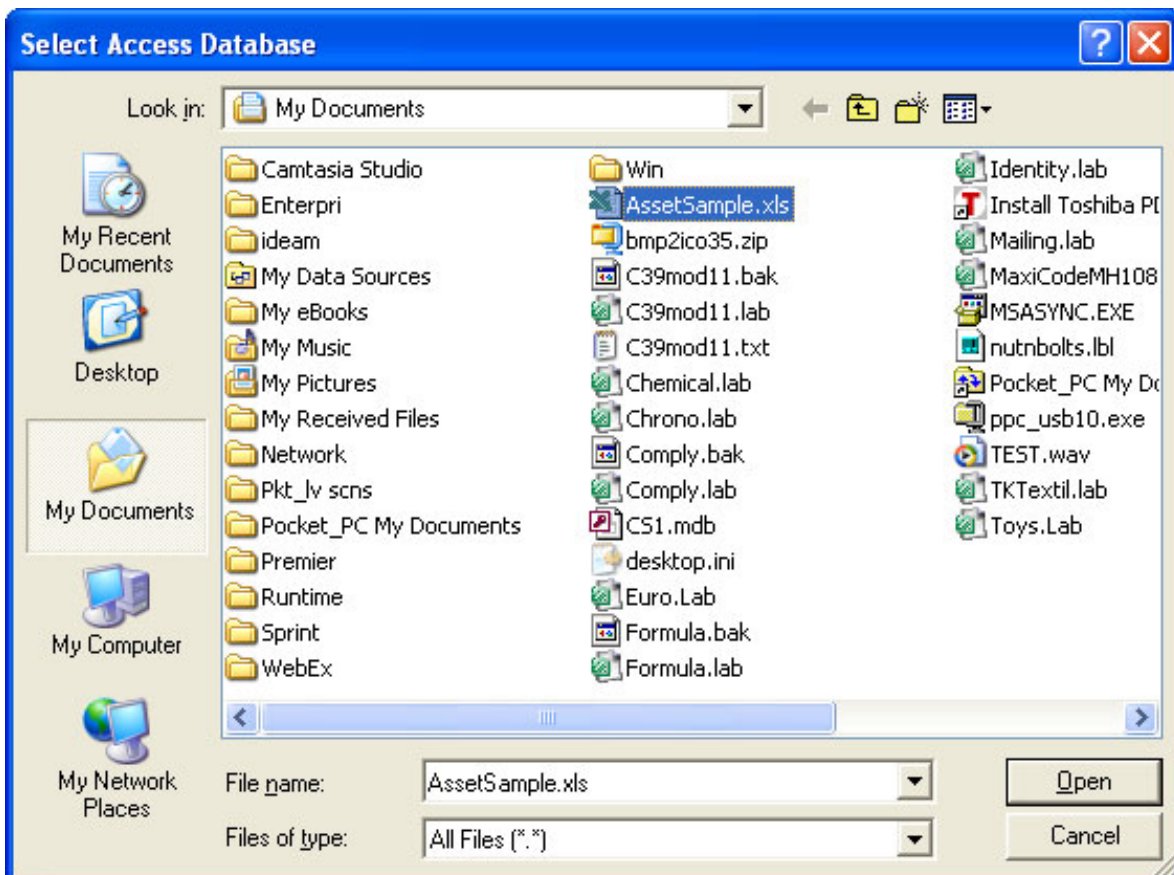 Select Access Database
Look in:
My Documents
My Recent
Documents
Desktop
My Documents
My Computer
My Network
Places
Camtasia Studio
Enterpri
ideam
My Data Sources
My eBooks
My Music
My Pictures
My Received Files
Network
Pkt_lv scns
Pocket_PC My Documents
Premier
Runtime
Sprint
WebEx
Win
AssetSample.xls
bmp2ico35.zip
C39mod11.bak
C39mod11.lab
C39mod11.txt
Chemical.lab
Chrono.lab
Comply.bak
Comply.lab
CS1.mdb
desktop.ini
Euro.Lab
Formula.bak
Formula.lab
Identity.lab
Install Toshiba
Mailing.lab
MaxiCodeMH108
MSASYNC.EXE
nutnbolts.lbl
Pocket_PC My
ppc_usb10.exe
TEST.wav
TKTextil.lab
Toys.Lab
File name:
AssetSample.xls
Open
Files of type:
All Files (*.*)
Cancel